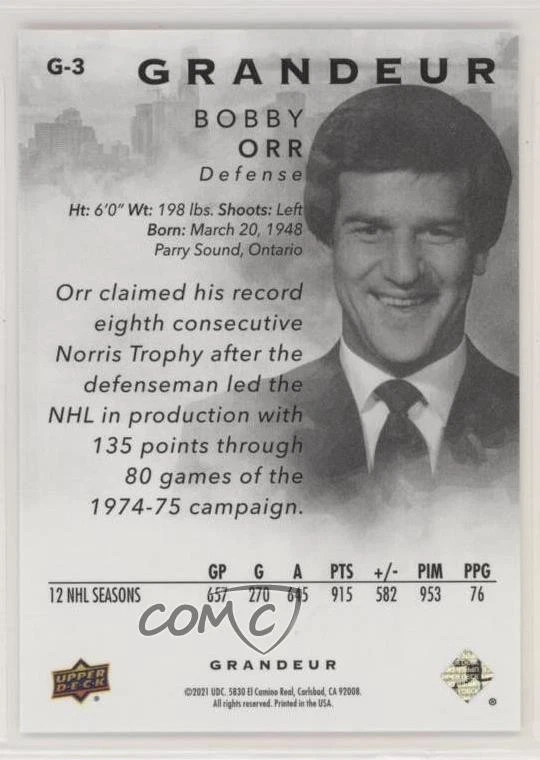 G-3
GRANDEUR
BOBBY
ORR
Defense
Ht: 6'0" Wt: 198 lbs. Shoots: Left
Born: March 20, 1948
Parry Sound, Ontario
Orr claimed his record
eighth consecutive
Norris Trophy after the
defenseman led the
NHL in production with
135 points through
80 games of the
1974-75 campaign.
GP G A PTS +/- PIM PPG
12 NHL SEASONS 657 270 645 915 582 953 76
COMC
GRANDEUR
UPPER
DECK
©2021 UDC. 5830 El Camino Real, Carlsbad, CA 92008.
All rights reserved. Printed in the USA.
®